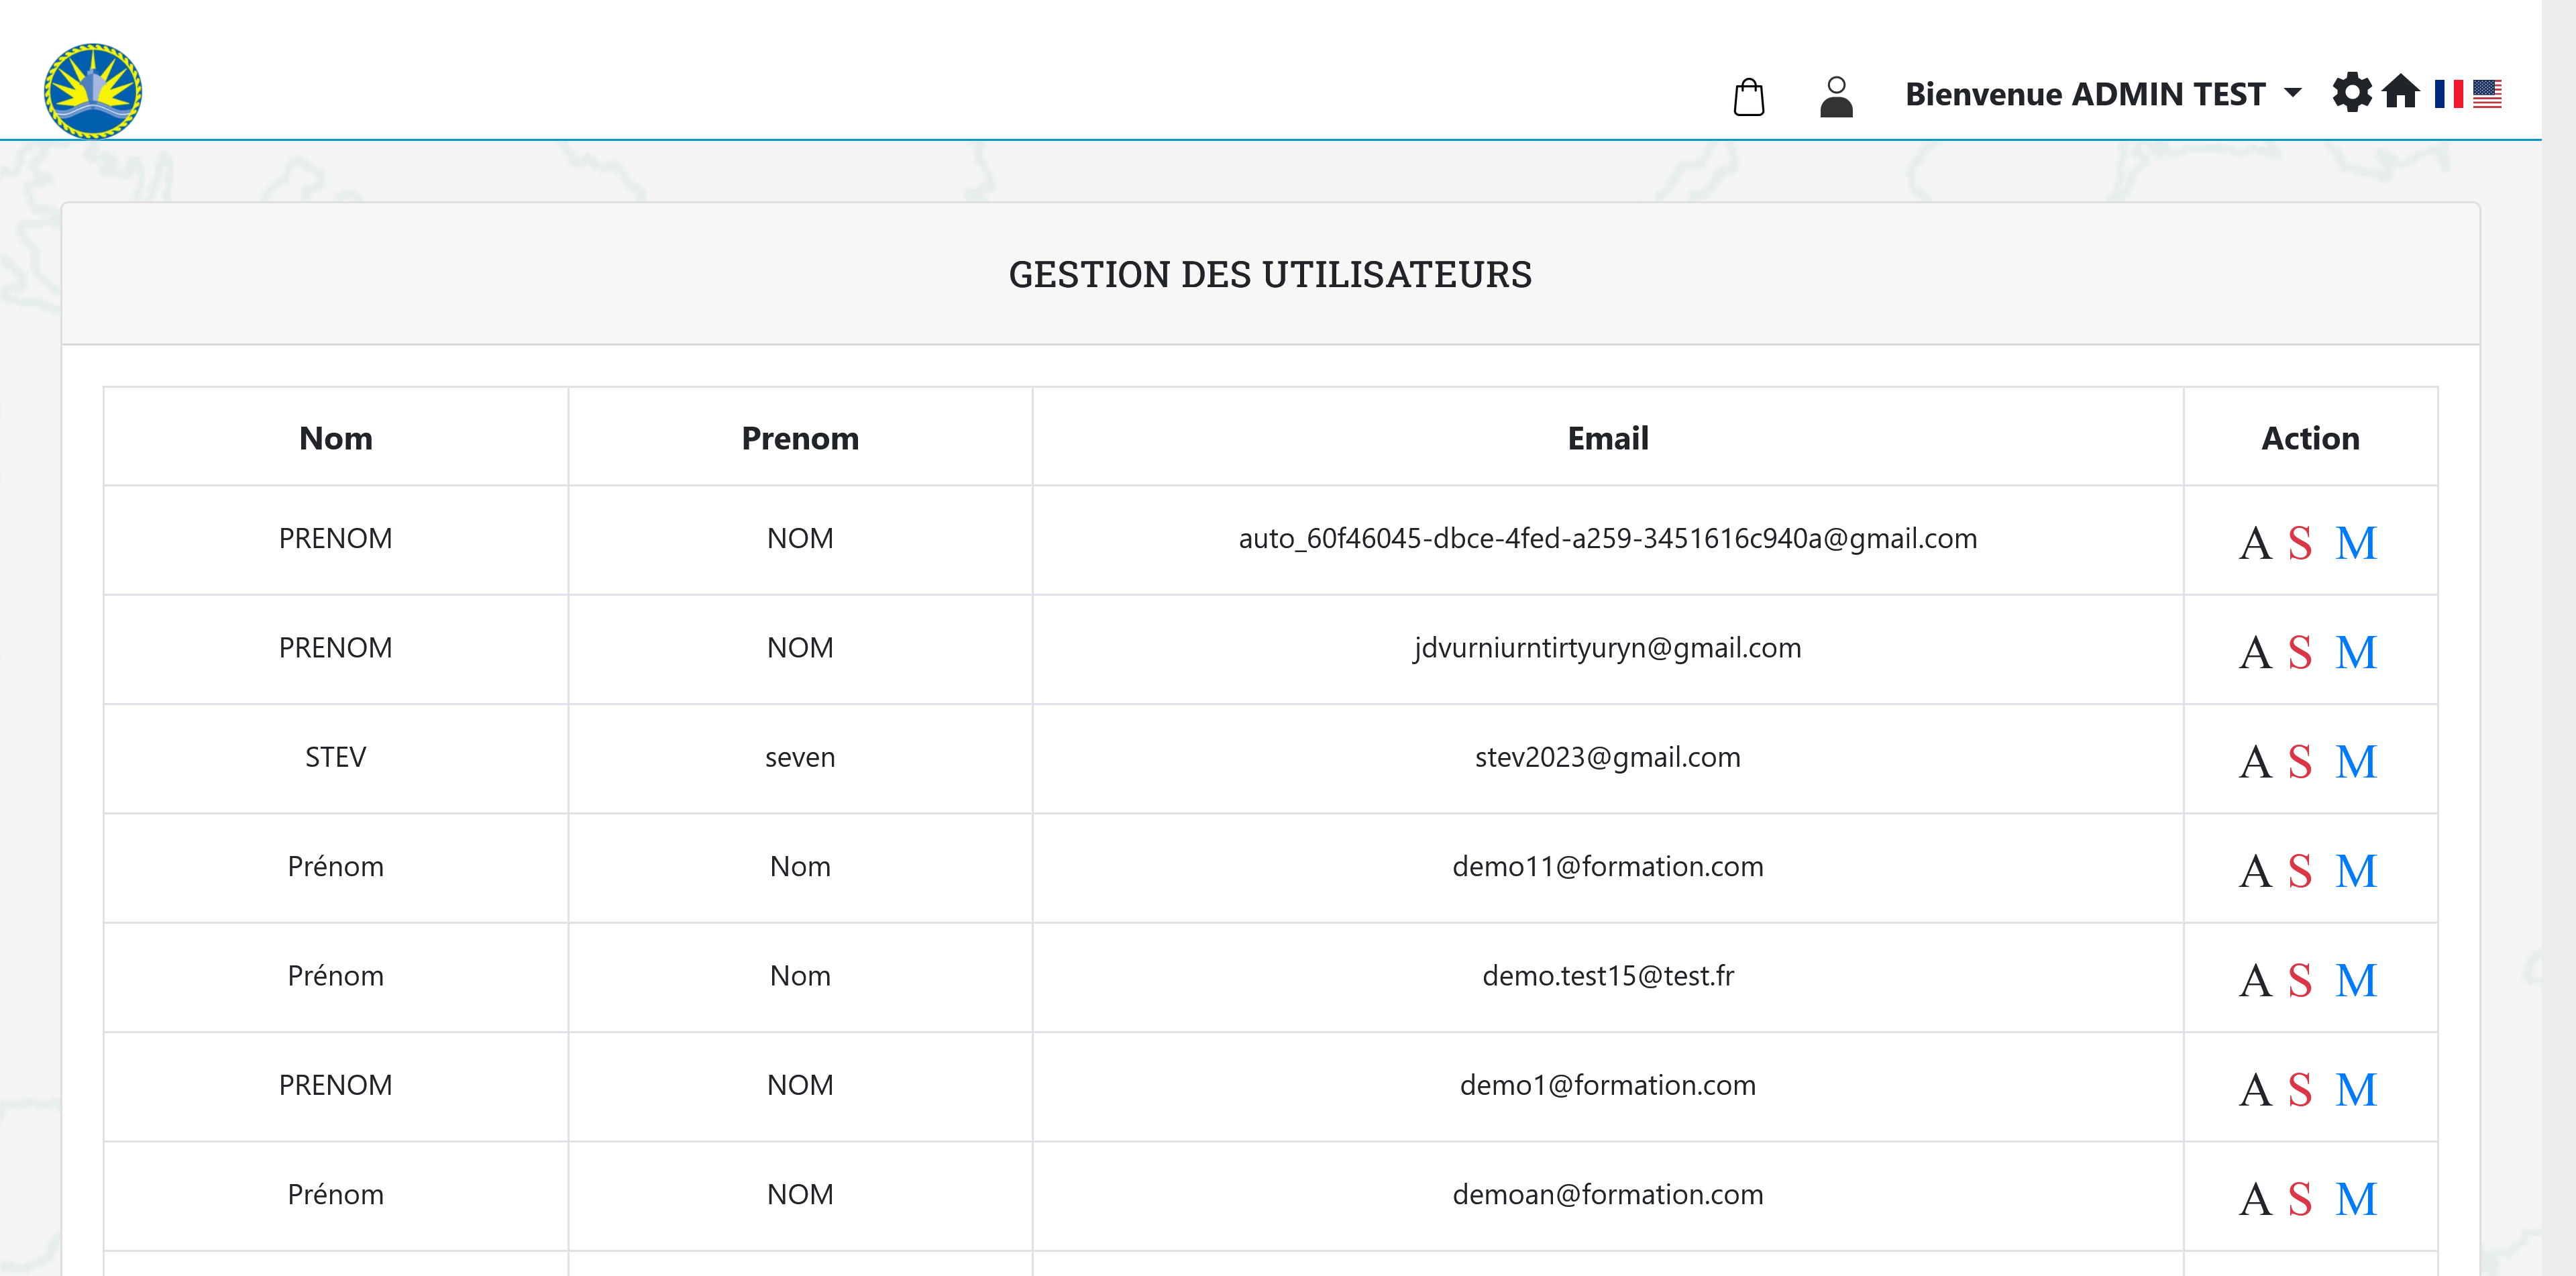 Bienvenue ADMIN TEST
GESTION DES UTILISATEURS
Nom Prenom Email Action
PRENOM NOM auto_60f46045-dbce-4fed-a259-3451616c940a@gmail.com A S M
PRENOM NOM jdvurniurntirtyuryn@gmail.com A S M
STEV seven stev2023@gmail.com A S M
Prénom Nom demo11@formation.com A S M
Prénom Nom demo.test15@test.fr A S M
PRENOM NOM demo1@formation.com A S M
Prénom NOM demoan@formation.com A S M